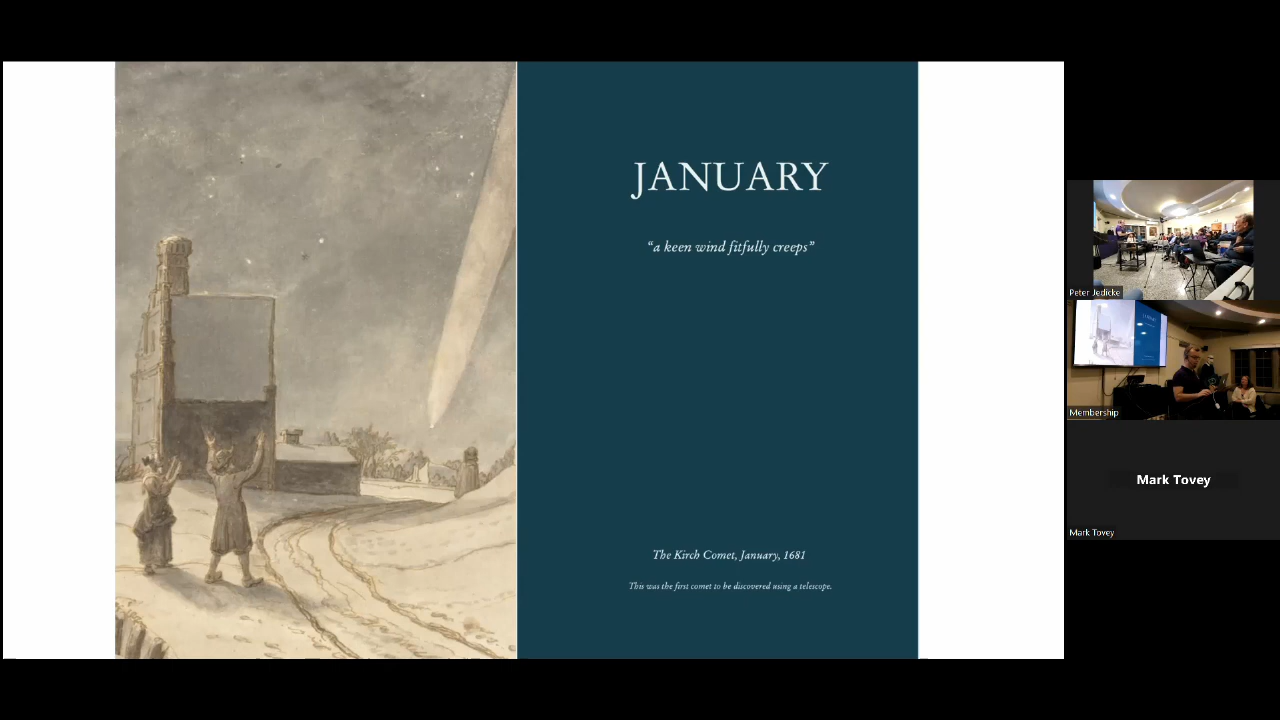 JANUARY
“a keen wind fitfully creeps”
The Kirch Comet, January, 1681
This was the first comet to be discovered using a telescope.
Peter Jedicke
JANUARY
Membership
Mark Tovey
Mark Tovey